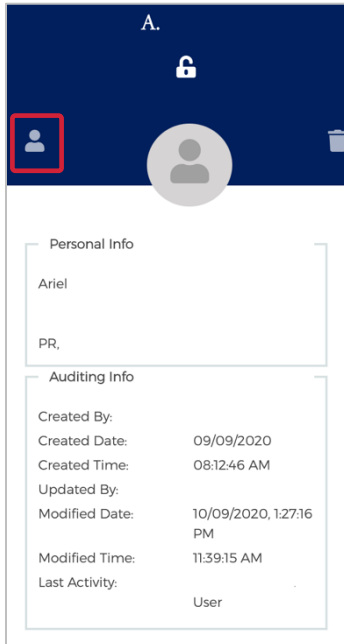 A.
Personal Info
Ariel
PR,
Auditing Info
Created By:
Created Date: 09/09/2020
Created Time: 08:12:46 AM
Updated By:
Modified Date: 10/09/2020, 1:27:16
PM
Modified Time: 11:39:15 AM
Last Activity:
User